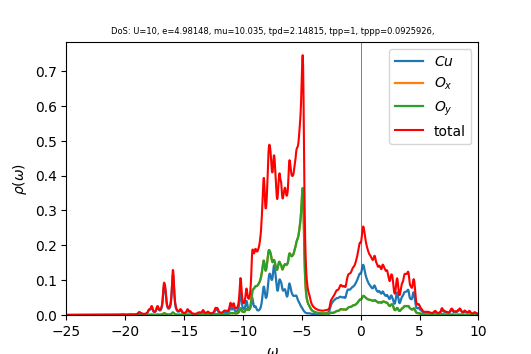 DoS: U=10, e=4.98148, mu=10.035, tpd=2.14815, tpp=1, tppp=0.0925926,
Cu
O_x
O_y
total
ρ(ω)
0.7
0.6
0.5
0.4
0.3
0.2
0.1
0.0
−25 −20 −15 −10 −5 0 5 10
ω